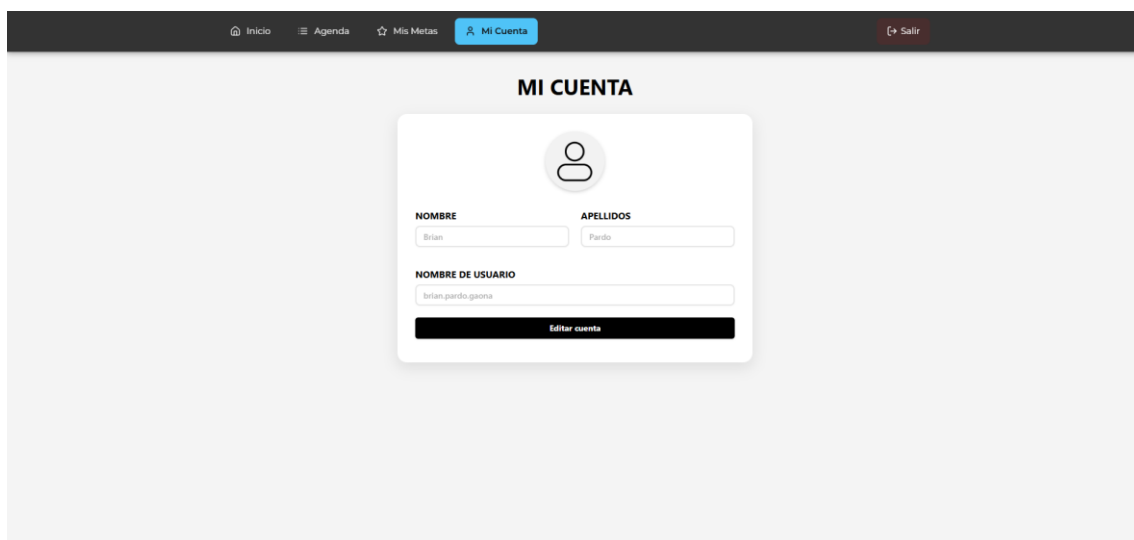 Inicio Agenda Mis Metas Mi Cuenta Salir
MI CUENTA
NOMBRE APELLIDOS
Brian Pardo
NOMBRE DE USUARIO
brian.pardo.gaona
Editar cuenta